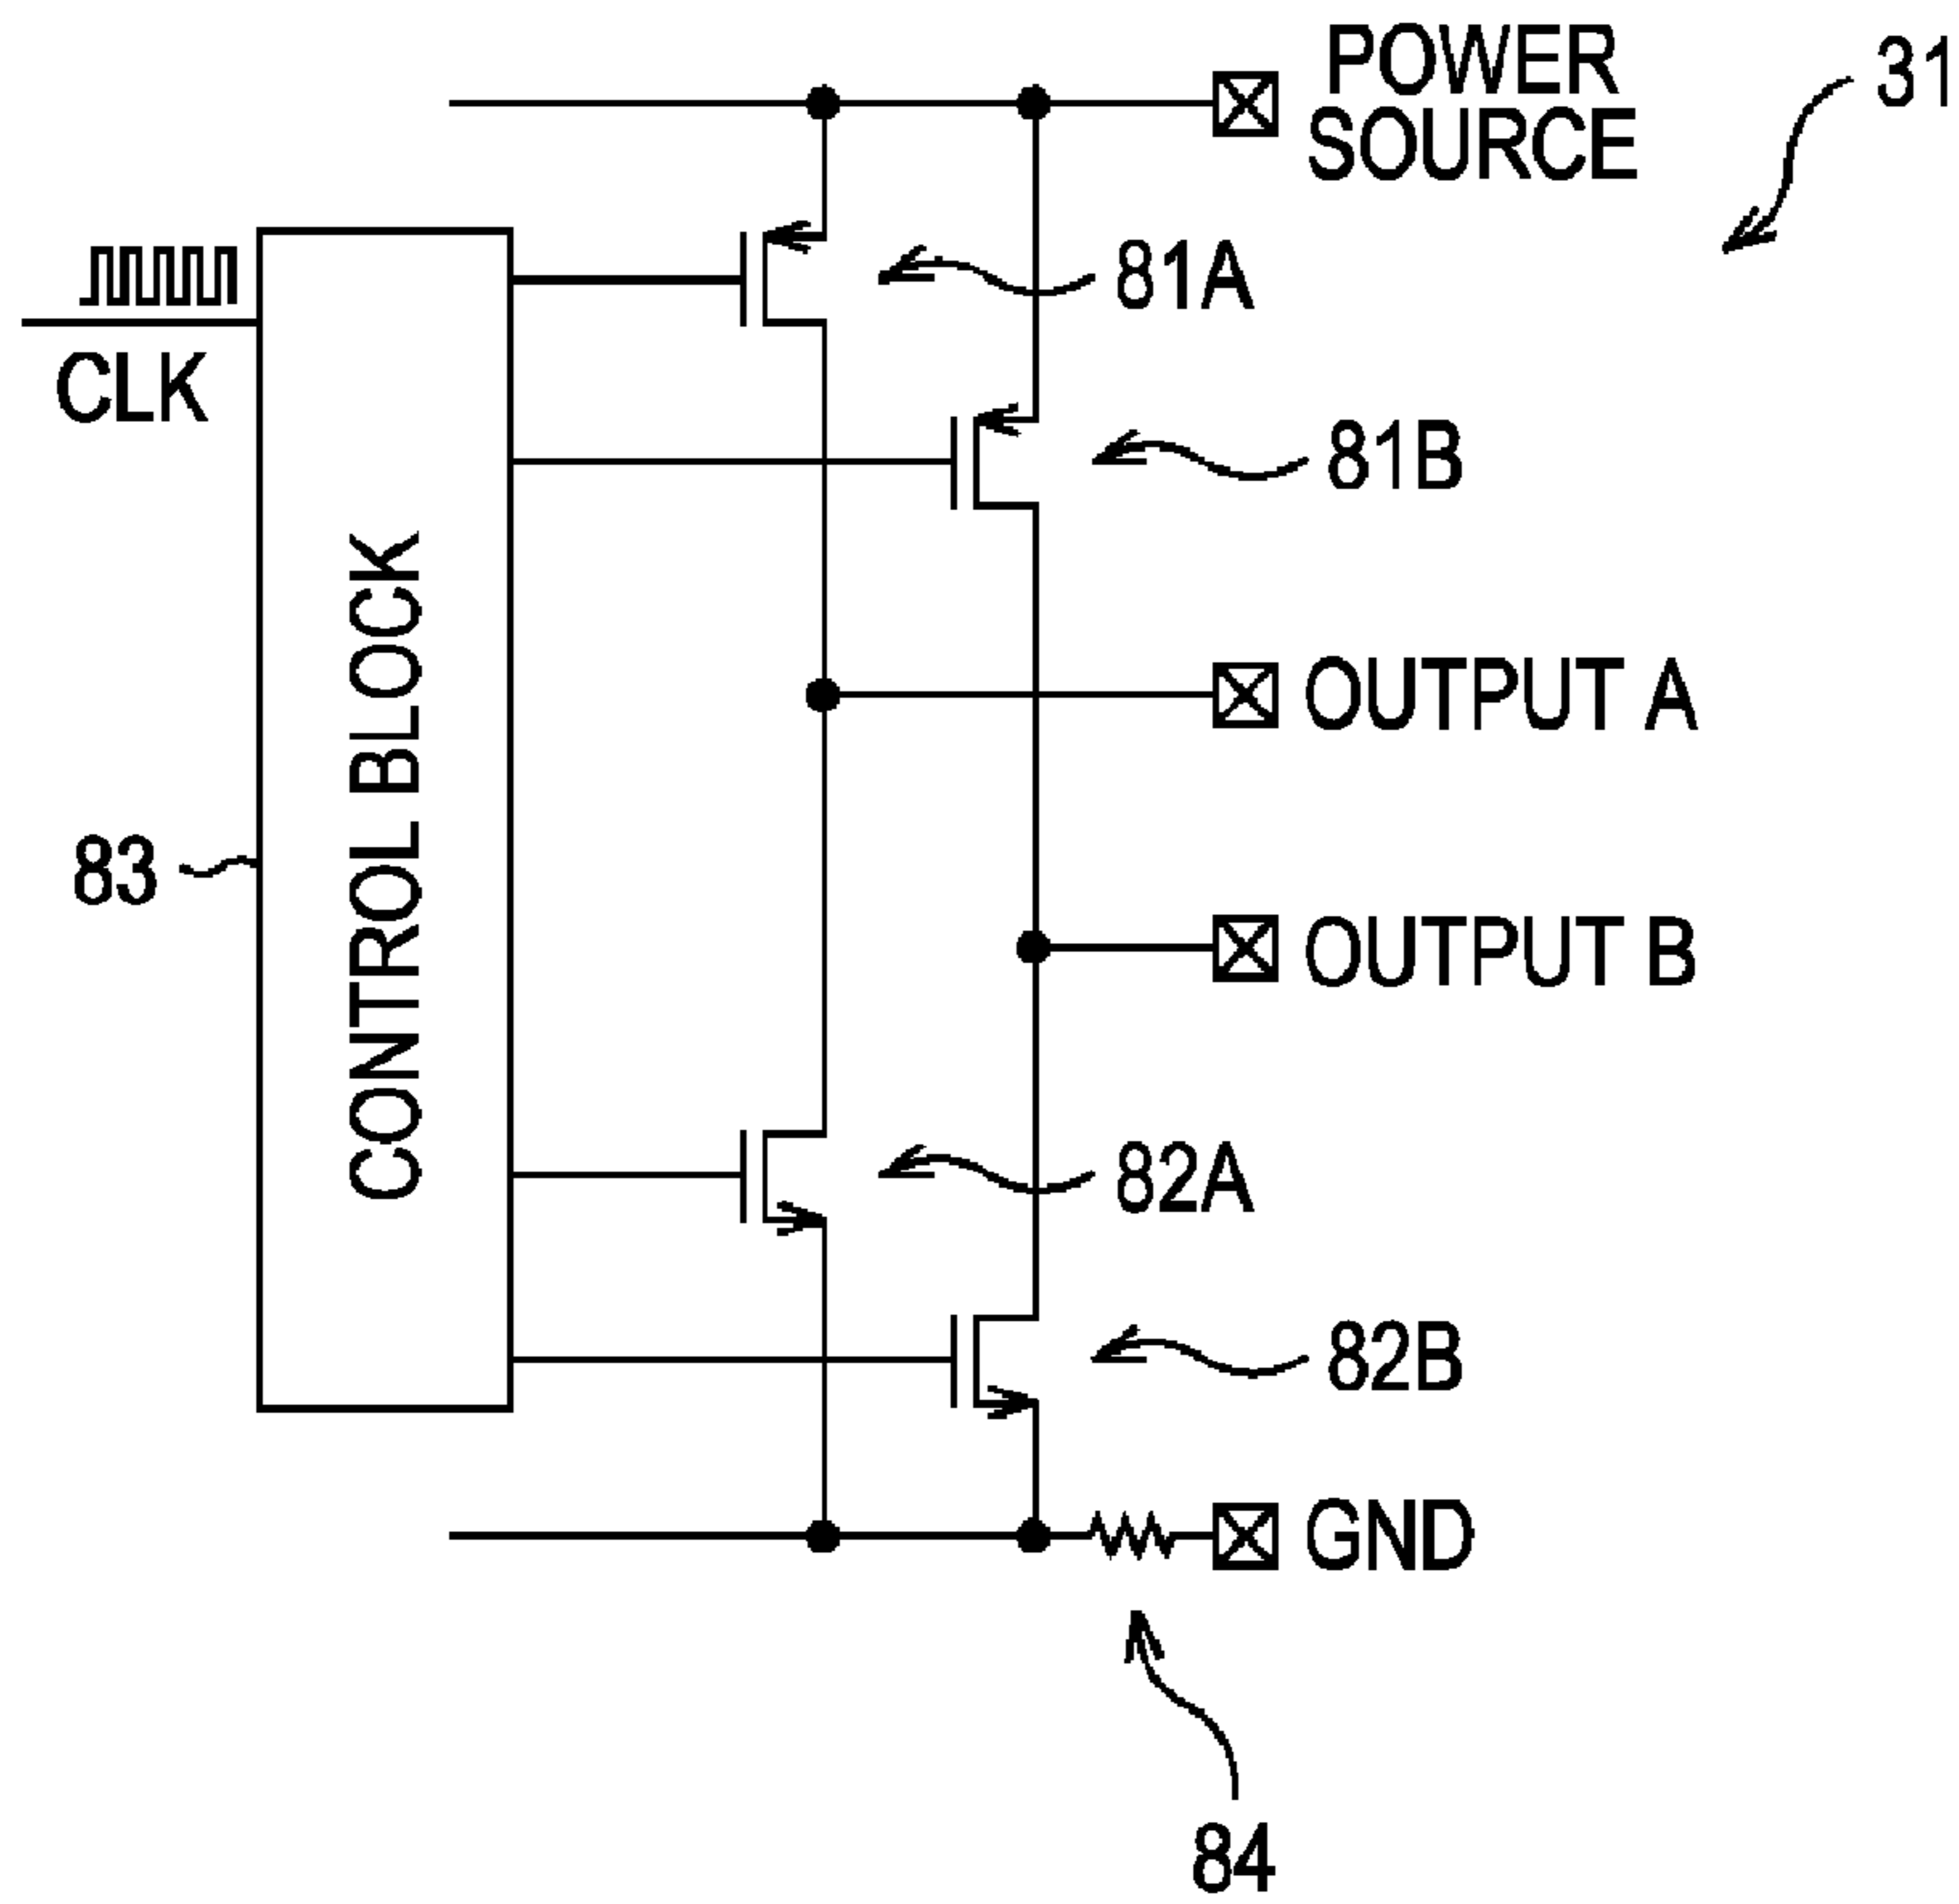 POWER
SOURCE
31
CLK
81A
81B
CONTROL BLOCK
OUTPUT A
83
OUTPUT B
82A
82B
GND
84